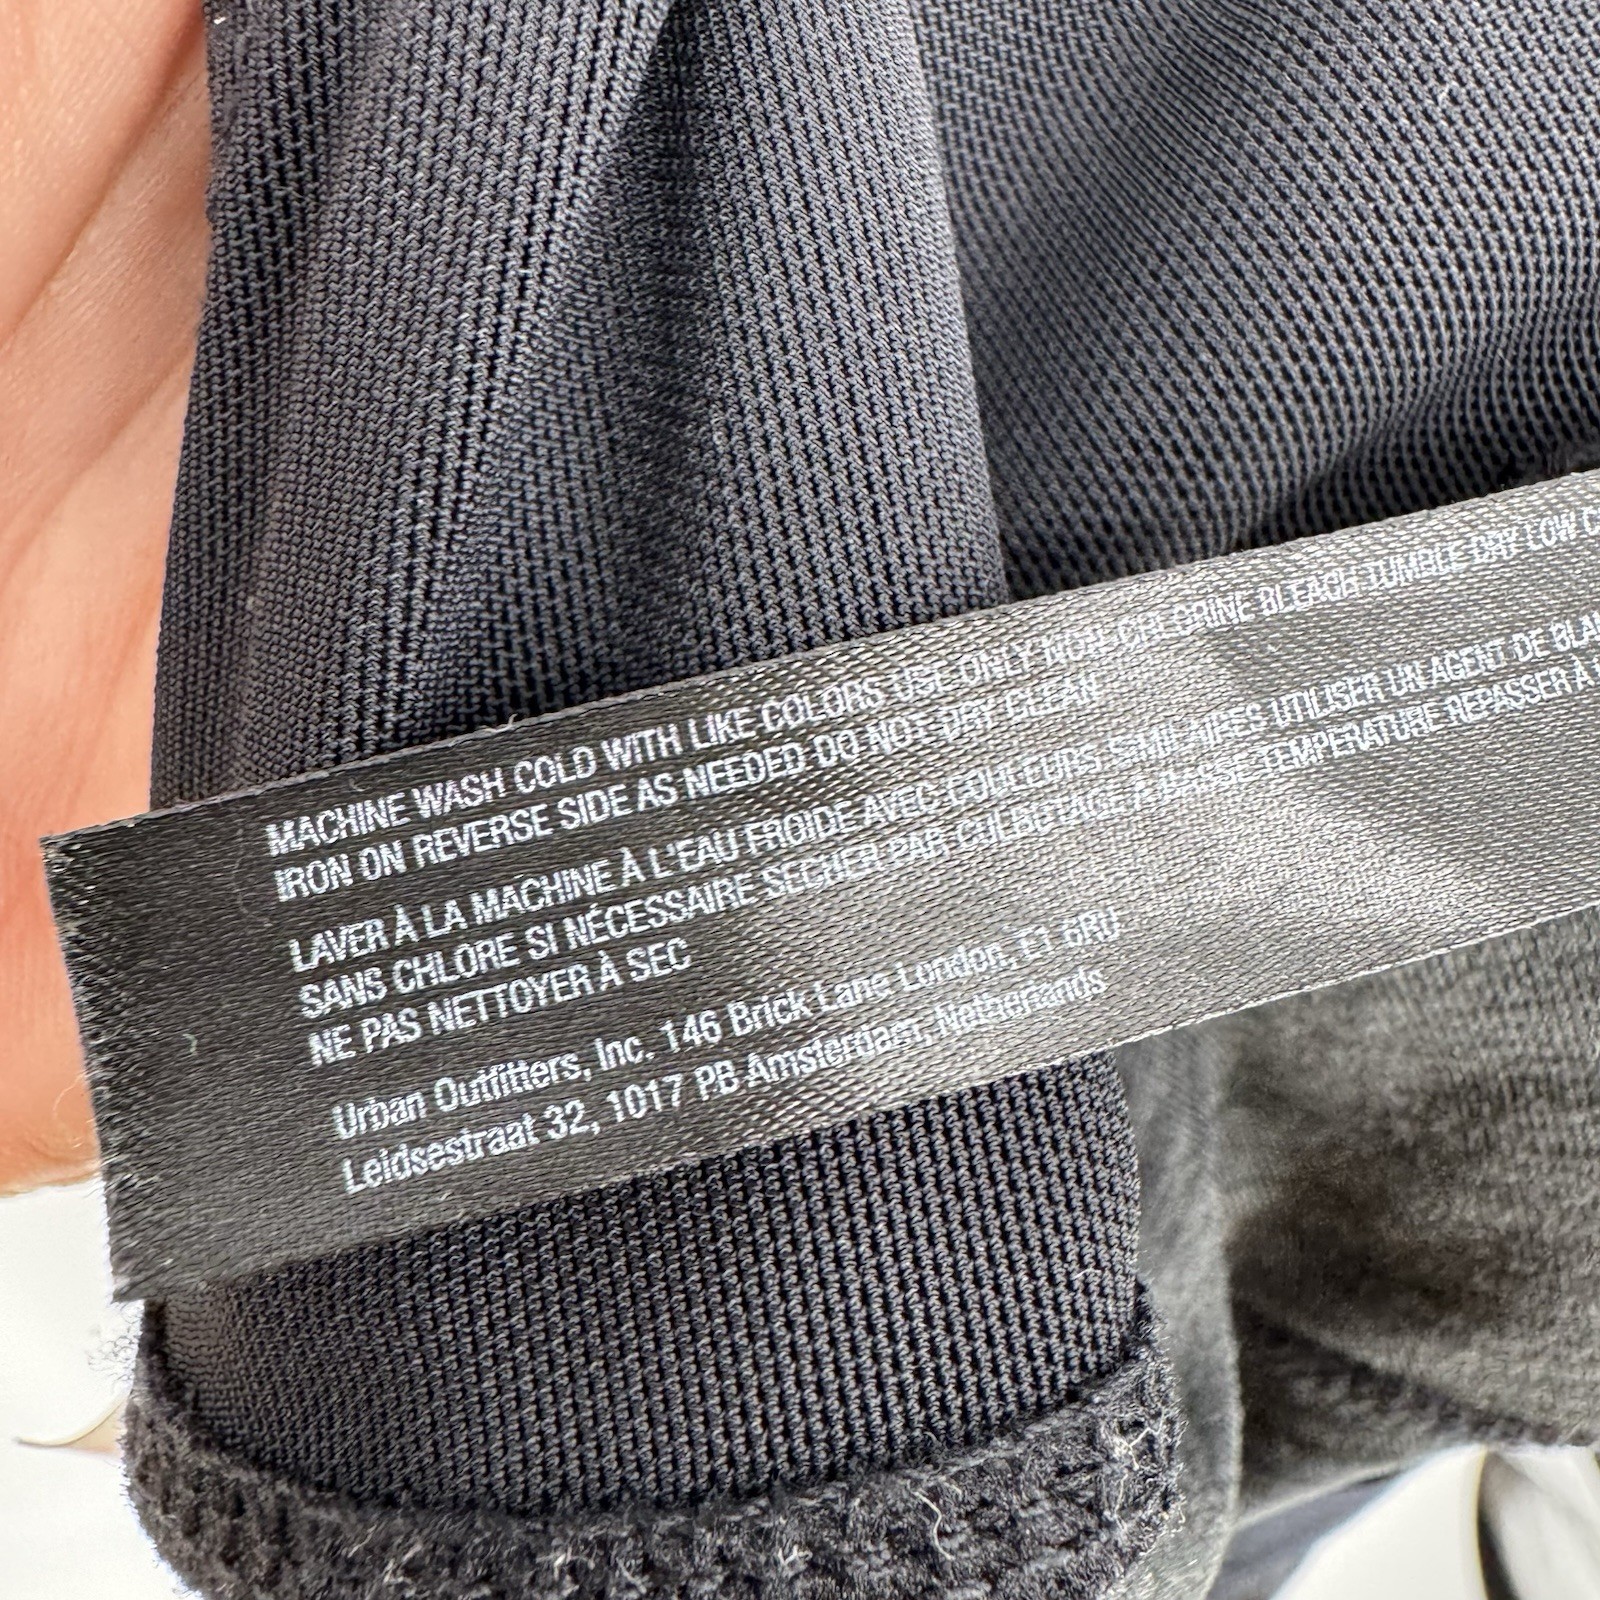 MACHINE WASH COLD WITH LIKE COLORS USE ONLY NON-CHLORINE BLEACH TUMBLE DRY LOW
IRON ON REVERSE SIDE AS NEEDED DO NOT DRY CLEAN
LAVER À LA MACHINE À L'EAU FROIDE AVEC COULEURS SIMILAIRES UTILISER UN AGENT DE
SANS CHLORE SI NÉCESSAIRE SÉCHER PAR CULBUTAGE À BASSE TEMPERATURE REPASSER À
NE PAS NETTOYER À SEC
Urban Outfitters, Inc. 146 Brick Lane London, E1 6RU
Leidsestraat 32, 1017 PB Amsterdam, Netherlands